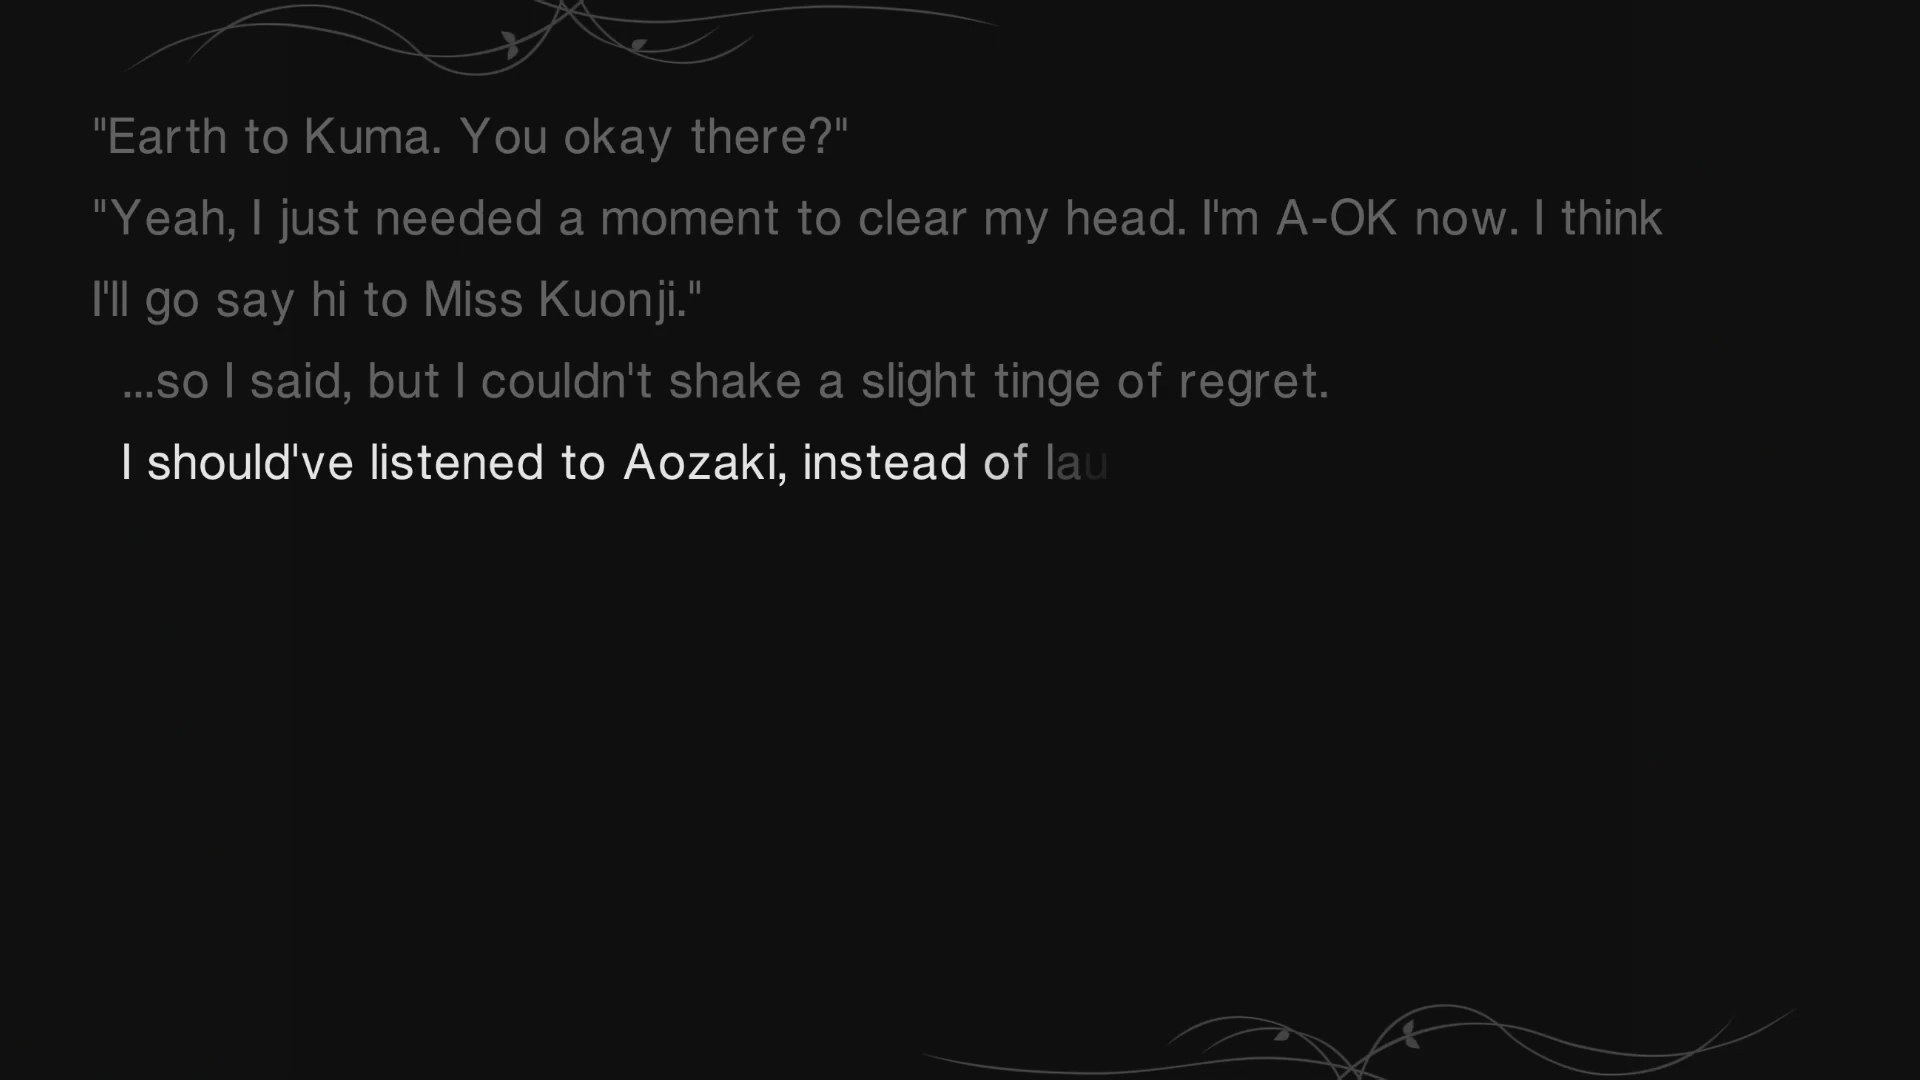 "Earth to Kuma. You okay there?"
"Yeah, I just needed a moment to clear my head. I'm A-OK now. I think
I'll go say hi to Miss Kuonji."
...so I said, but I couldn't shake a slight tinge of regret.
I should've listened to Aozaki, instead of lau